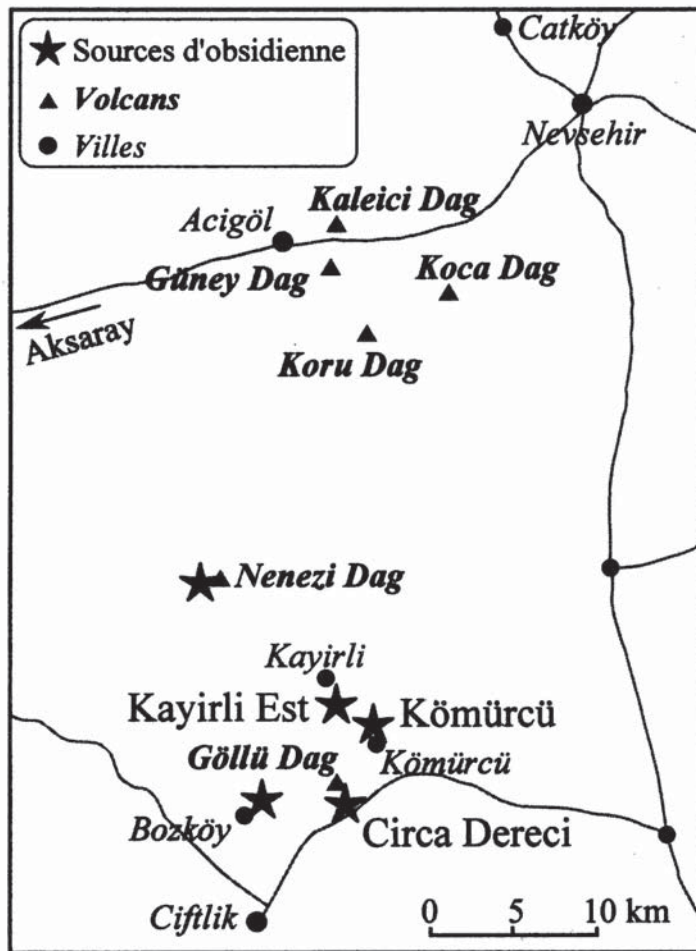 Sources d'obsidienne
Volcans
Villes
Catköy
Nevsehir
Kaleici Dag
Acigöl
Güney Dag
Koca Dag
Aksaray
Koru Dag
Nenezi Dag
Kayirli
Kayirli Est
Kömürcü
Kömürcü
Göllü Dag
Bozköy
Circa Dereci
Ciftlik
0 5 10 km